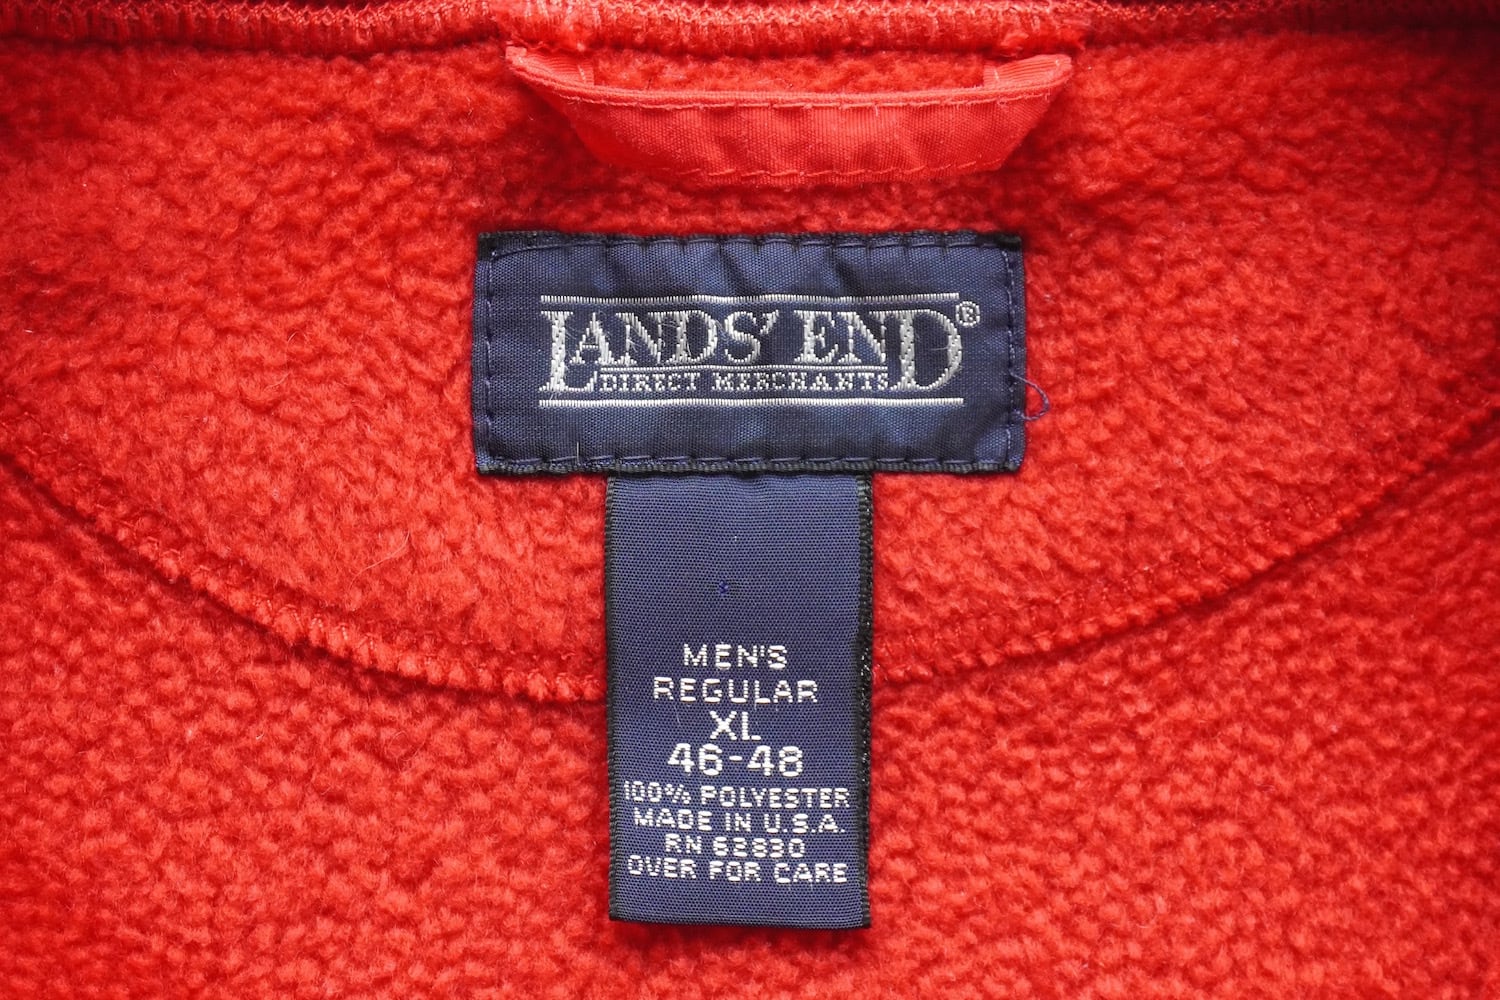 LANDS' END®
DIRECT MERCHANTS
MEN'S
REGULAR
XL
46-48
100% POLYESTER
MADE IN U.S.A.
RN 62830
OVER FOR CARE